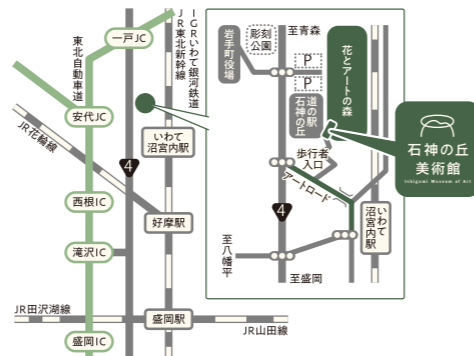 一戸JC
東北自動車道
安代JC
JR花輪線
西根IC
滝沢IC
JR田沢湖線
盛岡IC
IGRいわて銀河鉄道
JR東北新幹線
4
いわて
沼宮内駅
好摩駅
盛岡駅
JR山田線
岩手町役場
彫刻
公園
至青森
P
P
道の駅
石神の丘
花とアートの森
歩行者
入口
アートロード
4
いわて
沼宮内駅
至八幡平
至盛岡
石神の丘
美術館
Ishigami Museum of Art